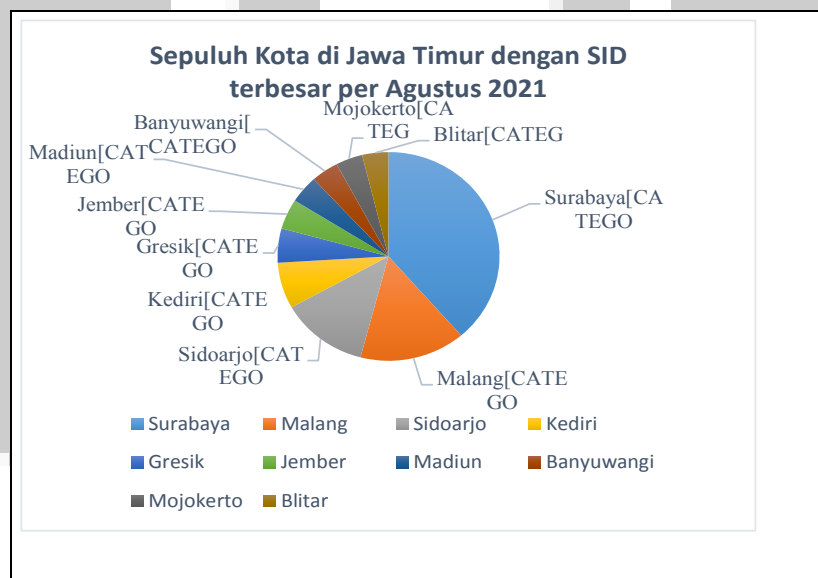 Sepuluh Kota di Jawa Timur dengan SID
terbesar per Agustus 2021
Mojokerto[CA
TEG
Blitar[CATEG
Banyuwangi[
CATEGO
Madiun[CAT
EGO
Surabaya[CA
TEGO
Jember[CATE
GO
Gresik[CATE
GO
Kediri[CATE
GO
Sidoarjo[CAT
EGO
Malang[CATE
GO
Surabaya Malang Sidoarjo Kediri
Gresik Jember Madiun Banyuwangi
Mojokerto Blitar